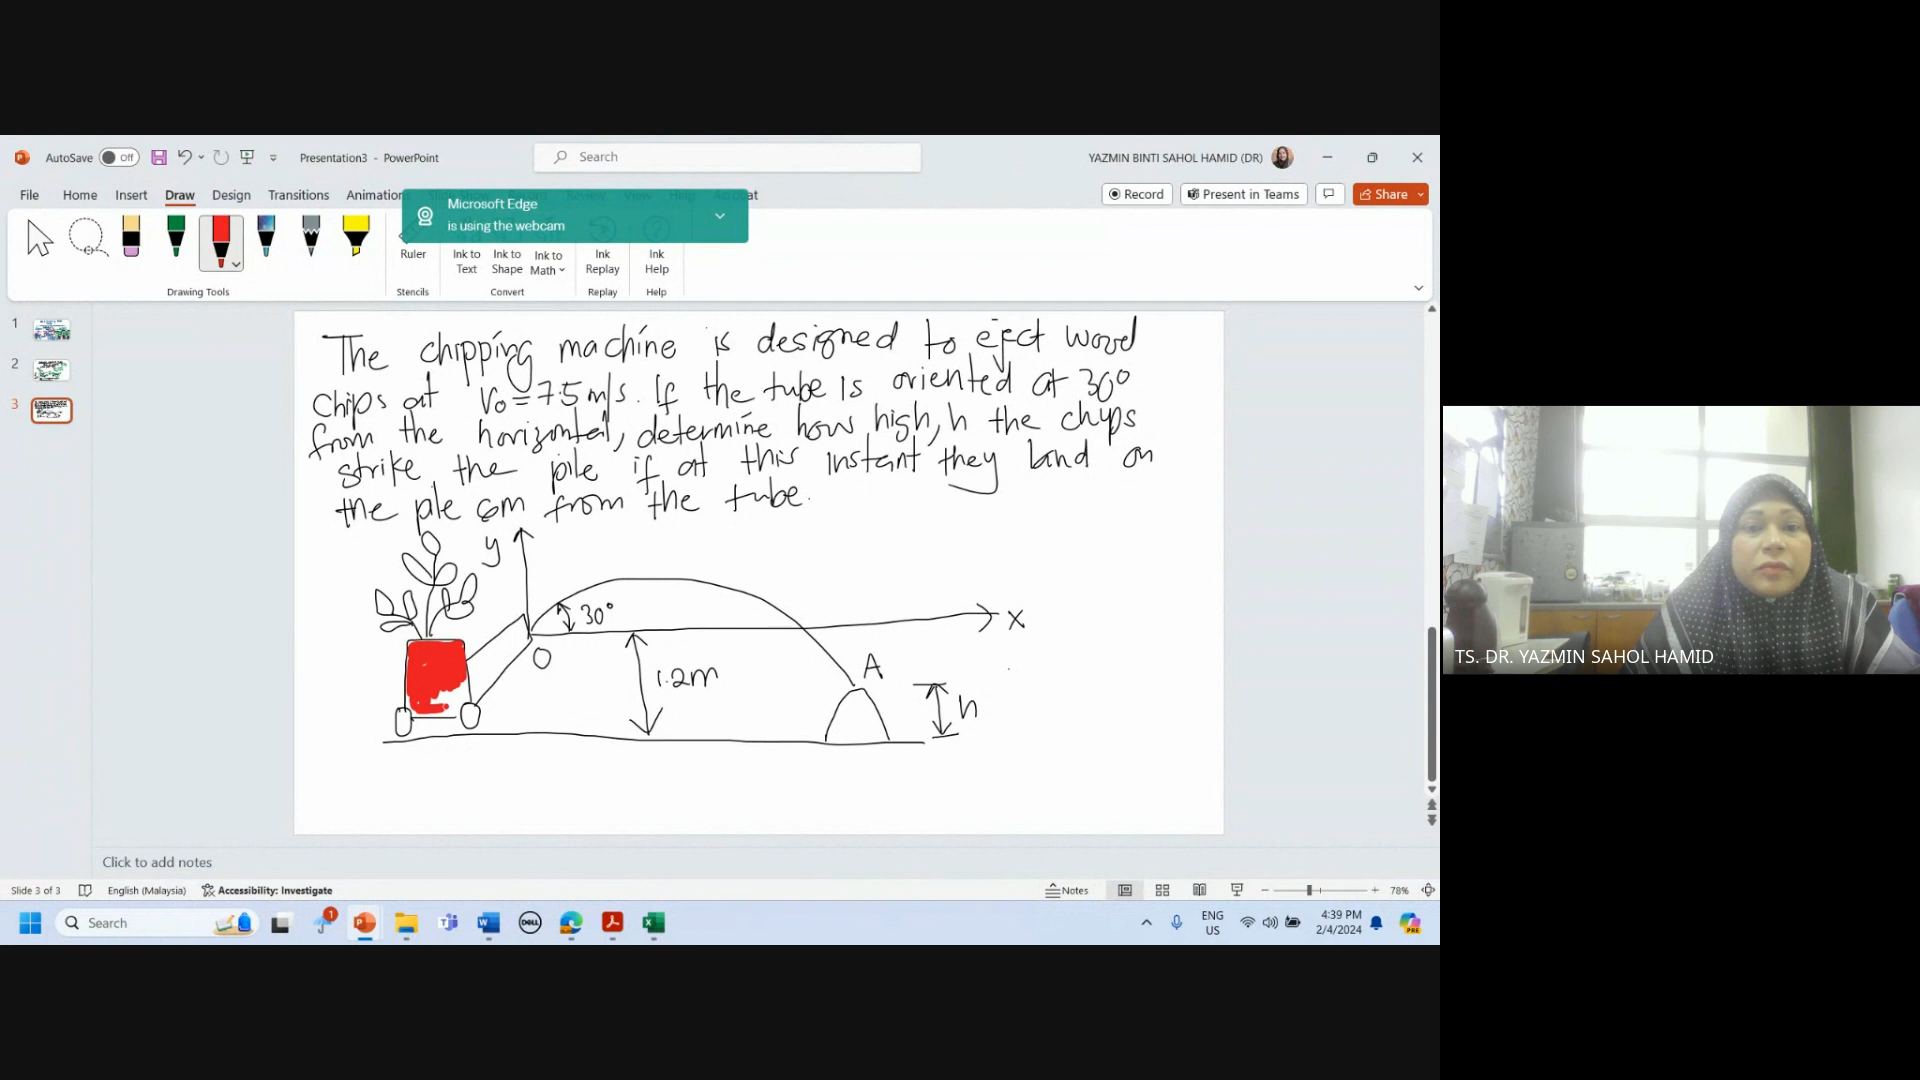 AutoSave Off Presentation3 - PowerPoint Search YAZMIN BINTI SAHOL HAMID (DR)
File Home Insert Draw Design Transitions Animation Record Present in Teams Share
Microsoft Edge
is using the webcam
Ruler Ink to Text Ink to Shape Ink to Math Ink Replay Ink Help
Drawing Tools Stencils Convert Replay Help
1
2
3
The chipping machine is designed to eject wood
chips at Vo = 7.5 m/s. If the tube is oriented at 30°
from the horizontal, determine how high, h the chips
strike the pile if at this instant they land on
the pile 6m from the tube.
y
30°
x
O
1.2m
A
h
TS. DR. YAZMIN SAHOL HAMID
Click to add notes
Slide 3 of 3 English (Malaysia) Accessibility: Investigate Notes 78%
Search 1 ENG US 4:39 PM 2/4/2024 PRE
DELL